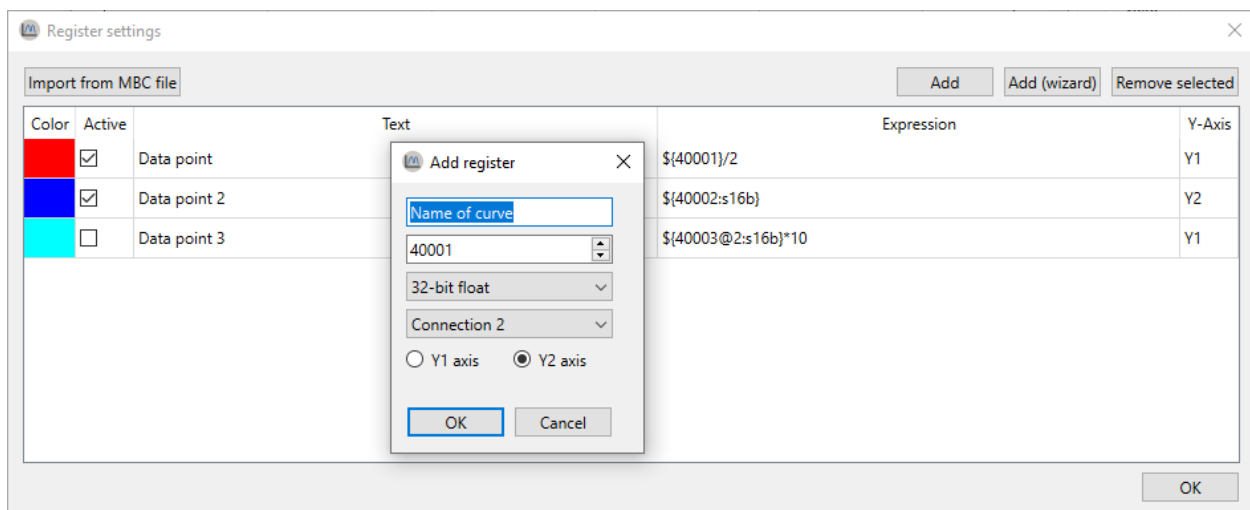 Register settings
Import from MBC file Add Add (wizard) Remove selected
Color Active Text Expression Y-Axis
Data point ${40001}/2 Y1
Data point 2 ${40002:s16b} Y2
Data point 3 ${40003@2:s16b}*10 Y1
Add register
Name of curve
40001
32-bit float
Connection 2
Y1 axis Y2 axis
OK Cancel
OK